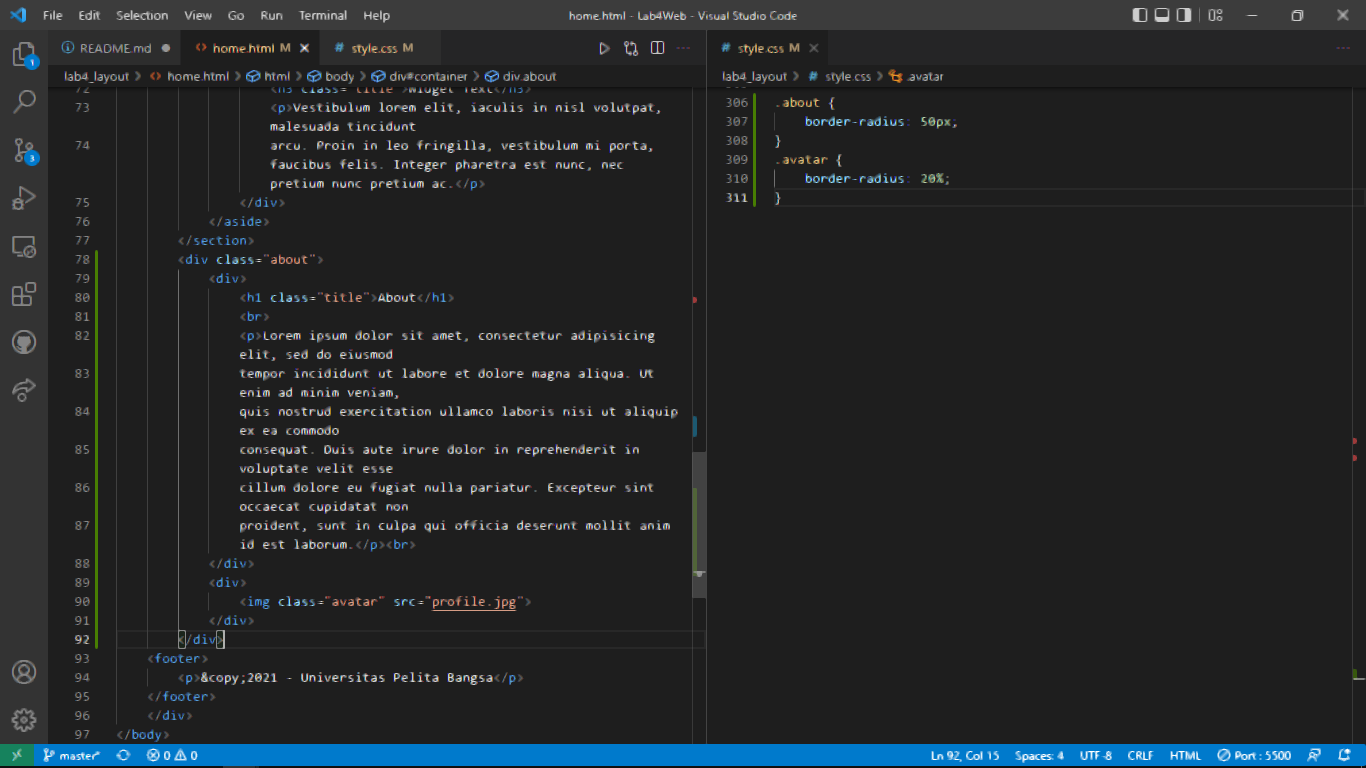 File Edit Selection View Go Run Terminal Help
home.html - Lab4Web - Visual Studio Code
README.md
home.html M
style.css M
style.css M
lab4_layout > home.html > html > body > div#container > div.about
lab4_layout > style.css > .avatar
72 <h3 class="title">Widget Text</h3>
73 <p>Vestibulum lorem elit, iaculis in nisl volutpat,
malesuada tincidunt
74 arcu. Proin in leo fringilla, vestibulum mi porta,
faucibus felis. Integer pharetra est nunc, nec
pretium nunc pretium ac.</p>
75 </div>
76 </aside>
77 </section>
78 <div class="about">
79 <div>
80 <h1 class="title">About</h1>
81 <br>
82 <p>Lorem ipsum dolor sit amet, consectetur adipisicing
elit, sed do eiusmod
83 tempor incididunt ut labore et dolore magna aliqua. Ut
enim ad minim veniam,
84 quis nostrud exercitation ullamco laboris nisi ut aliquip
ex ea commodo
85 consequat. Duis aute irure dolor in reprehenderit in
voluptate velit esse
86 cillum dolore eu fugiat nulla pariatur. Excepteur sint
occaecat cupidatat non
87 proident, sunt in culpa qui officia deserunt mollit anim
id est laborum.</p><br>
88 </div>
89 <div>
90 <img class="avatar" src="profile.jpg">
91 </div>
92 </div>
93 <footer>
94 <p>&copy;2021 - Universitas Pelita Bangsa</p>
95 </footer>
96 </div>
97 </body>
306 .about {
307 border-radius: 50px;
308 }
309 .avatar {
310 border-radius: 20%;
311 }
1
3
master* 0 0 Ln 92, Col 15 Spaces: 4 UTF-8 CRLF HTML Port : 5500